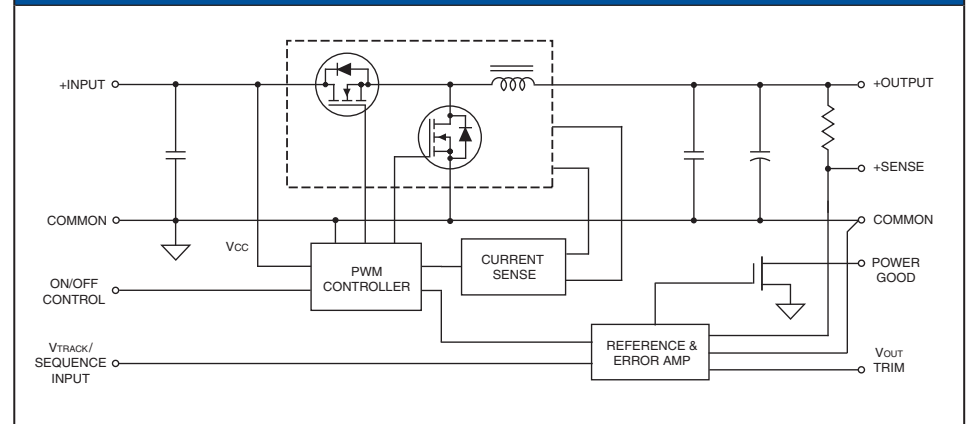 +INPUT
+OUTPUT
+SENSE
COMMON
COMMON
VCC
PWM
CONTROLLER
CURRENT
SENSE
POWER
GOOD
ON/OFF
CONTROL
VTRACK/
SEQUENCE
INPUT
REFERENCE &
ERROR AMP
VOUT
TRIM